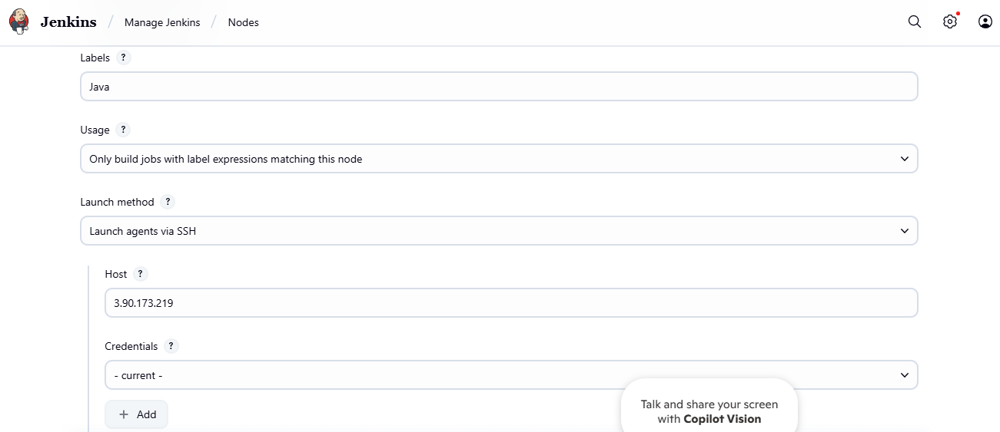 Jenkins / Manage Jenkins / Nodes
Labels ?
Java
Usage ?
Only build jobs with label expressions matching this node
Launch method ?
Launch agents via SSH
Host ?
3.90.173.219
Credentials ?
- current -
+ Add
Talk and share your screen
with Copilot Vision